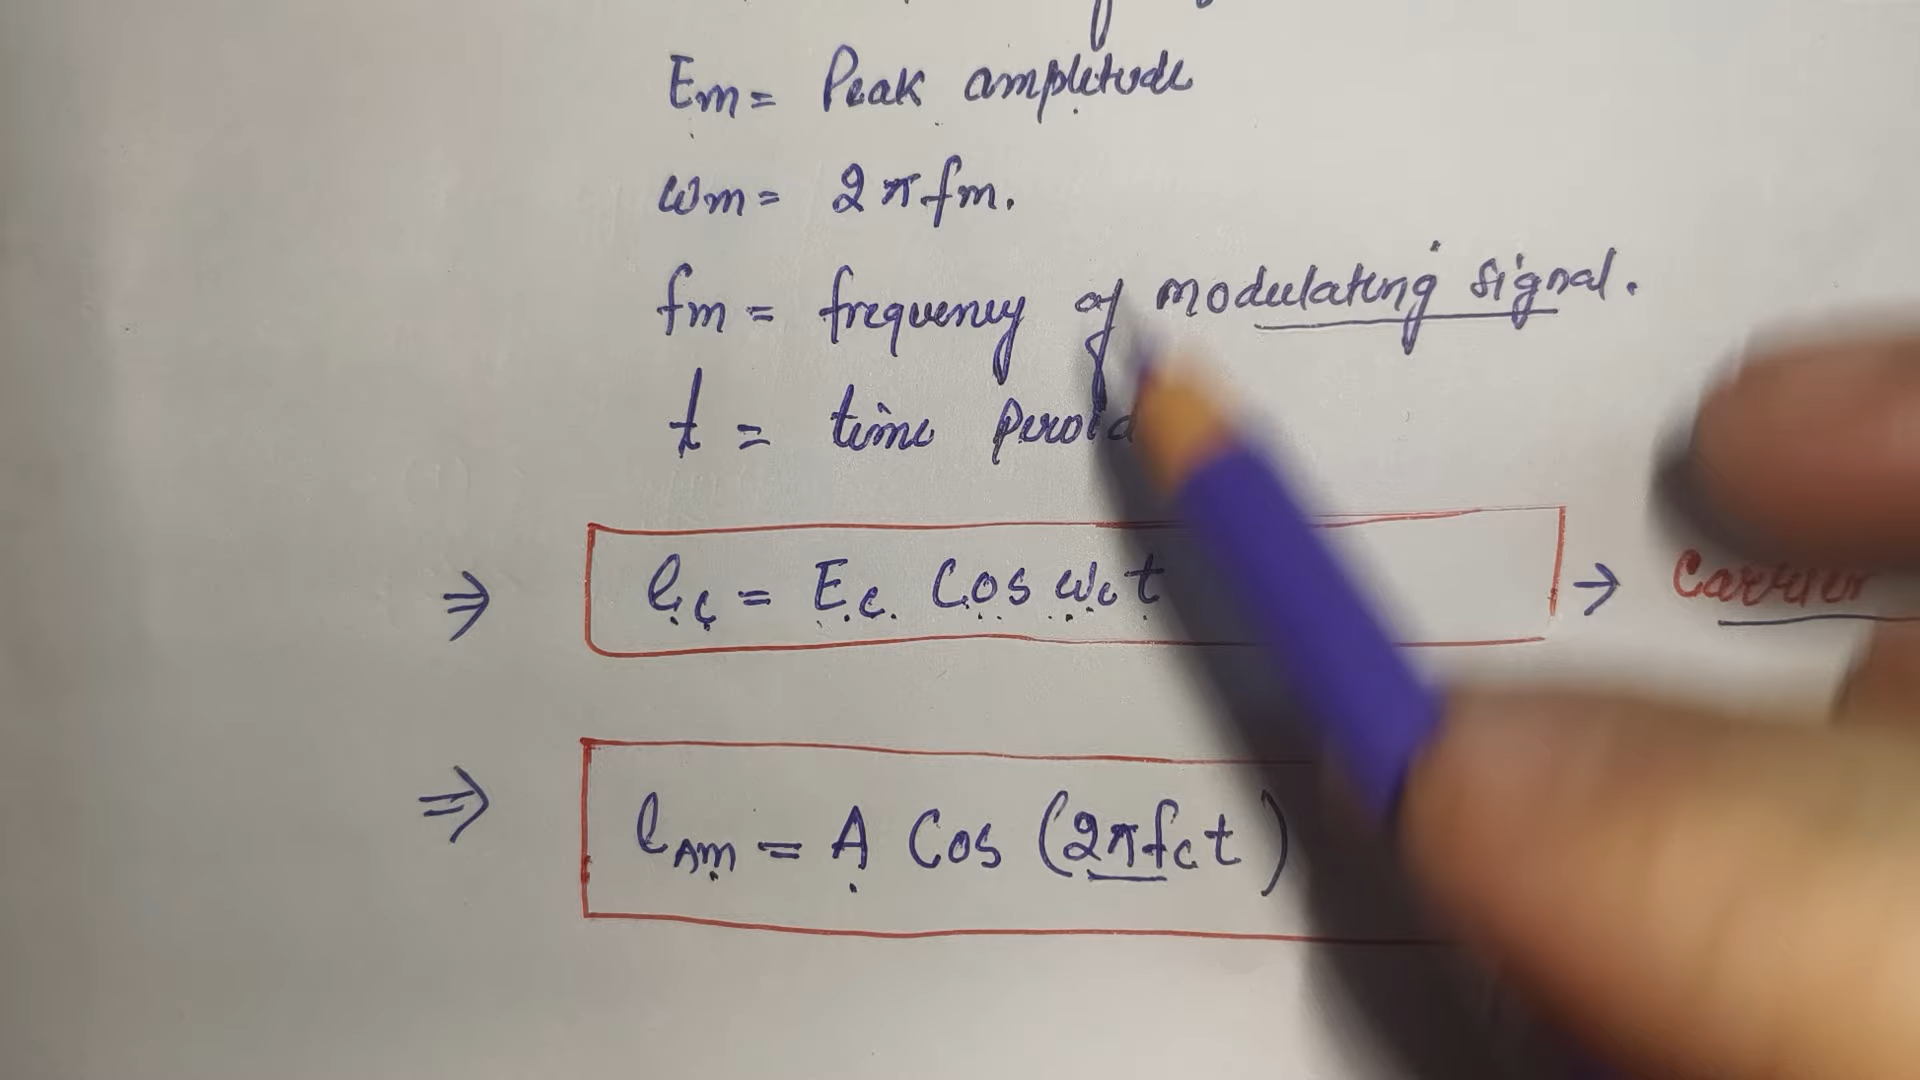 Em = Peak amplitude
ωm = 2πfm.
fm = frequency of modulating signal.
t = time peroid
⇒ ec = Ec. Cos ωct → Carrier
⇒ eAm = A Cos (2πfct)